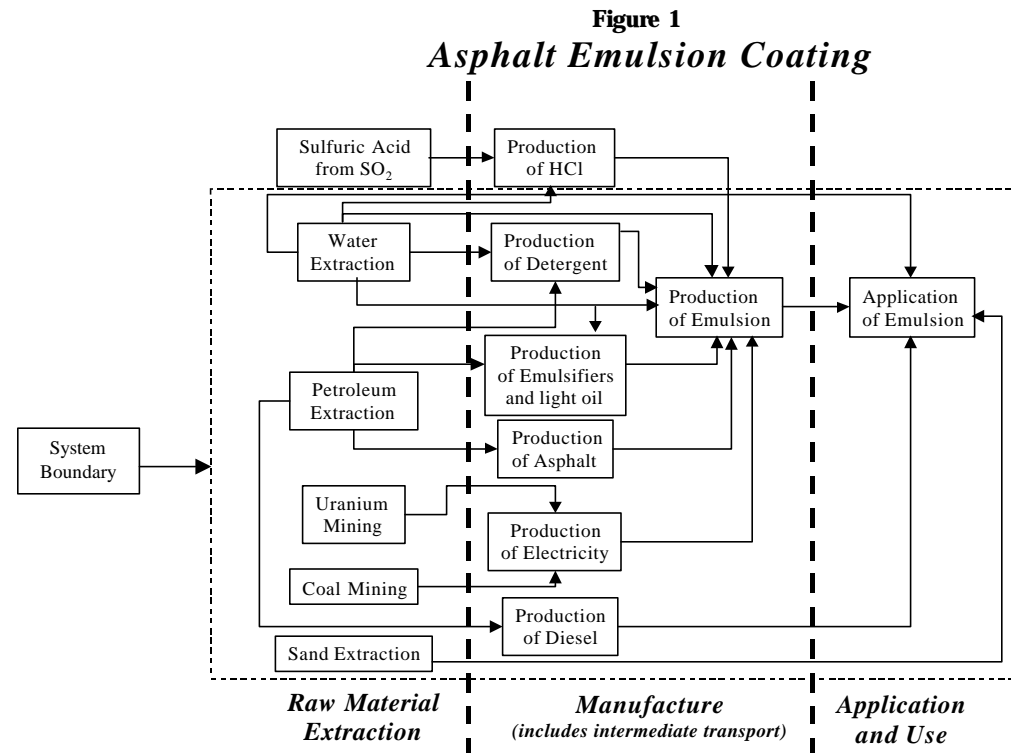 Figure 1
Asphalt Emulsion Coating
Sulfuric Acid
from SO₂
Production
of HCl
Water
Extraction
Production
of Detergent
Production
of Emulsion
Application
of Emulsion
Petroleum
Extraction
Production
of Emulsifiers
and light oil
System
Boundary
Production
of Asphalt
Uranium
Mining
Production
of Electricity
Coal Mining
Production
of Diesel
Sand Extraction
Raw Material
Extraction
Manufacture
(includes intermediate transport)
Application
and Use